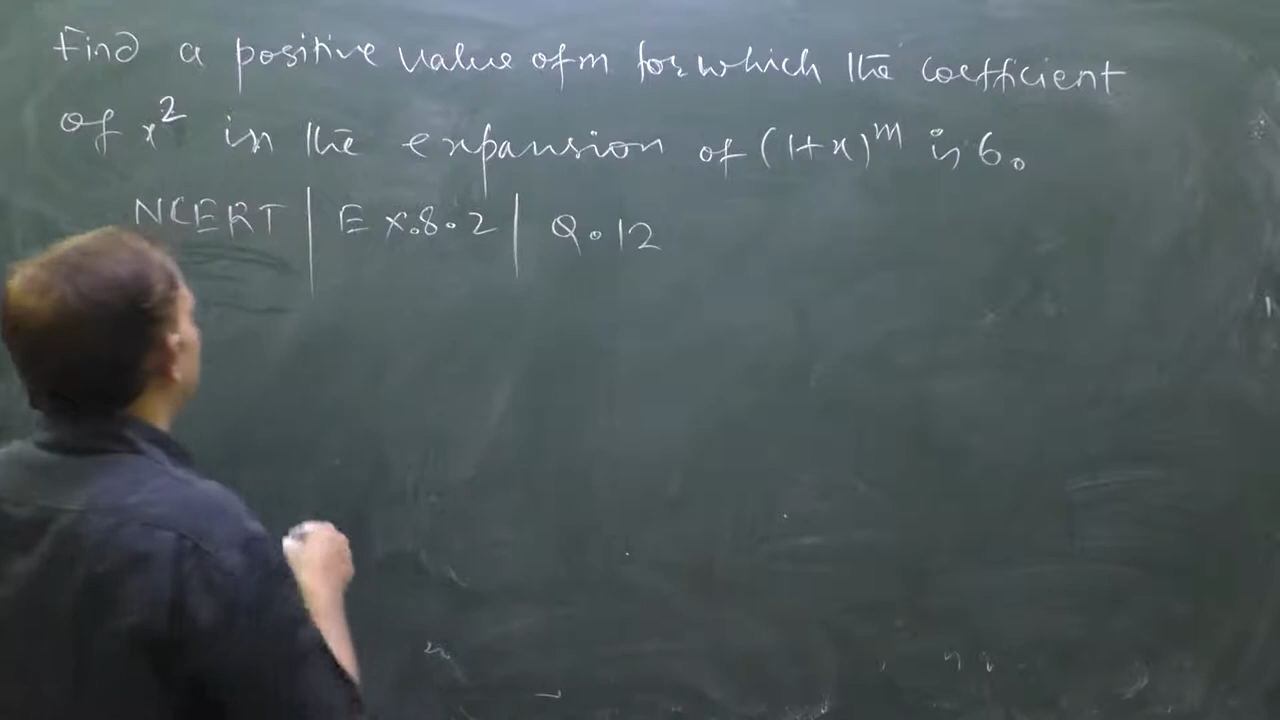 Find a positive value of m for which the coefficient
of x² in the expansion of (1+x)ᵐ is 6.
NCERT | Ex.8.2 | Q.12